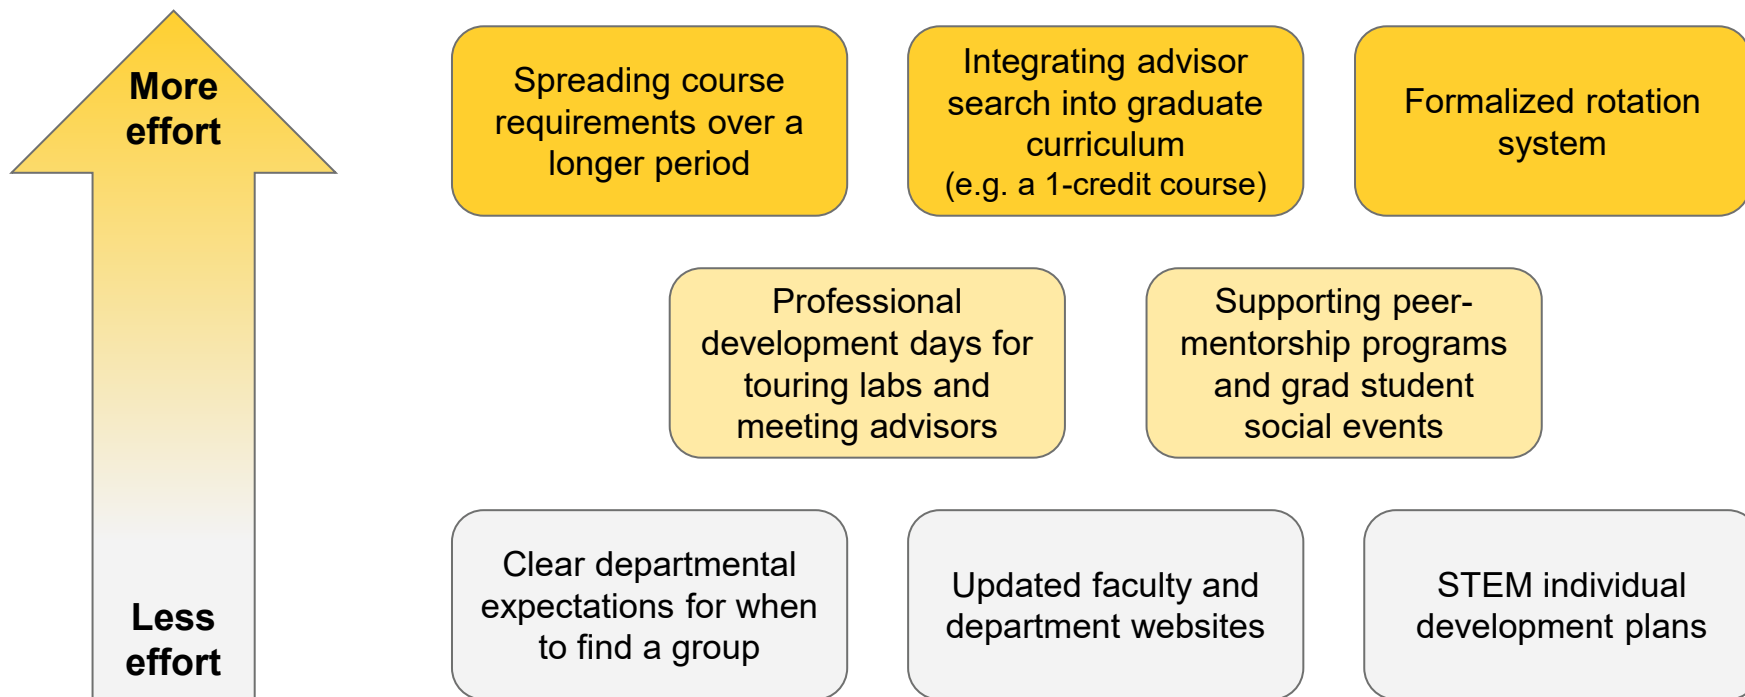 More
effort
Spreading course
requirements over a
longer period
Integrating advisor
search into graduate
curriculum
(e.g. a 1-credit course)
Formalized rotation
system
Professional
development days for
touring labs and
meeting advisors
Supporting peer-
mentorship programs
and grad student
social events
Less
effort
Clear departmental
expectations for when
to find a group
Updated faculty and
department websites
STEM individual
development plans